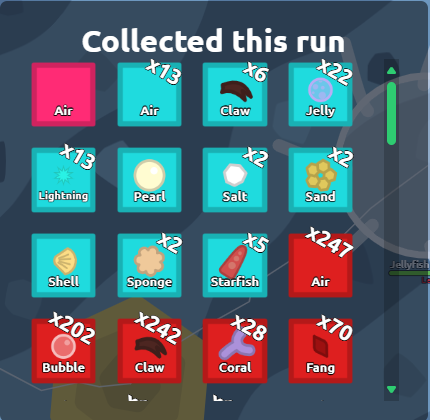 Collected this run
x13 x6 x22
Air Air Claw Jelly
x13 x2 x2
Lightning Pearl Salt Sand
x2 x5 x247
Shell Sponge Starfish Air
x202 x242 x28 x70
Bubble Claw Coral Fang
Jellyfish